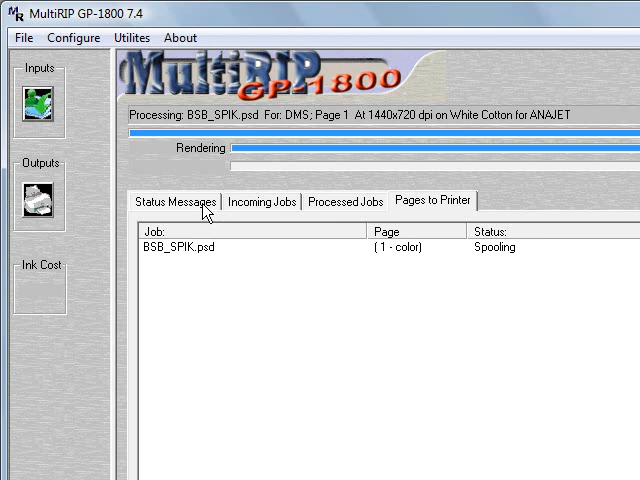 MR MultiRIP GP-1800 7.4
File Configure Utilites About
Inputs
MultiRIP
GP-1800
Processing: BSB_SPIK.psd For: DMS; Page 1 At 1440x720 dpi on White Cotton for ANAJET
Rendering
Outputs
Status Messages Incoming Jobs Processed Jobs Pages to Printer
Job: Page Status:
BSB_SPIK.psd ( 1 - color) Spooling
Ink Cost